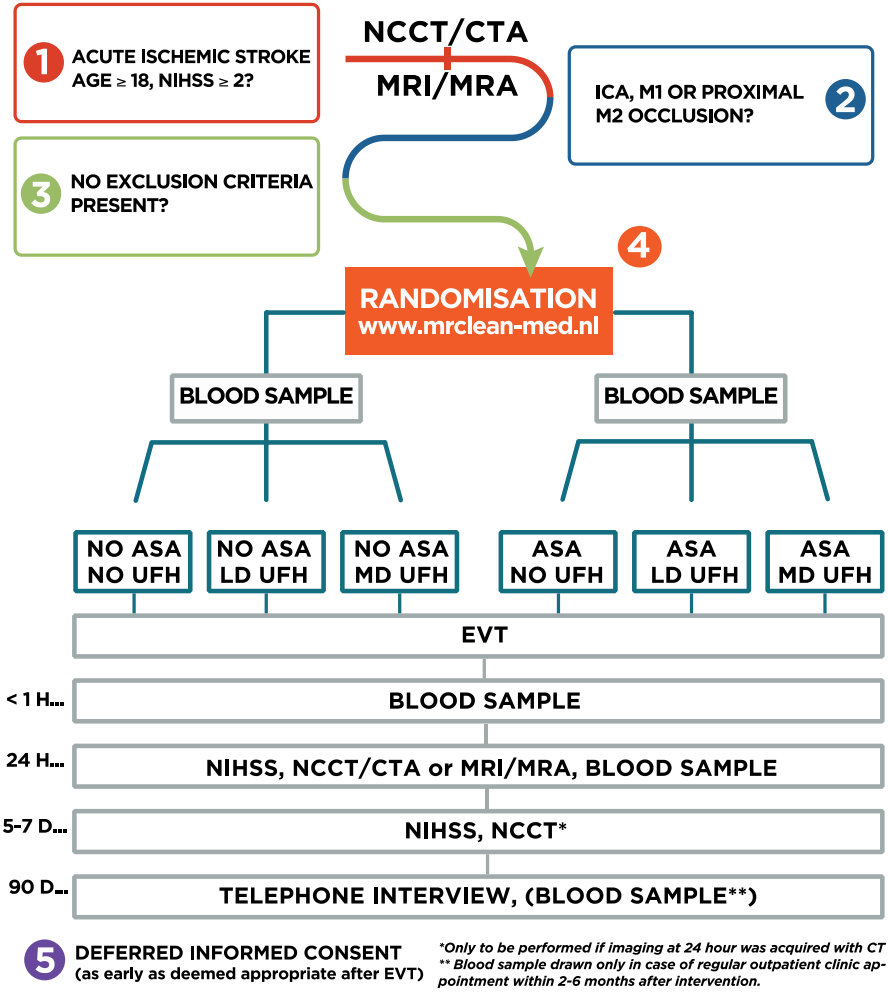 1
ACUTE ISCHEMIC STROKE
AGE ≥ 18, NIHSS ≥ 2?
NCCT/CTA
MRI/MRA
ICA, M1 OR PROXIMAL
M2 OCCLUSION?
2
3
NO EXCLUSION CRITERIA
PRESENT?
4
RANDOMISATION
www.mrclean-med.nl
BLOOD SAMPLE
BLOOD SAMPLE
NO ASA
NO UFH
NO ASA
LD UFH
NO ASA
MD UFH
ASA
NO UFH
ASA
LD UFH
ASA
MD UFH
EVT
< 1 H...
BLOOD SAMPLE
24 H...
NIHSS, NCCT/CTA or MRI/MRA, BLOOD SAMPLE
5-7 D...
NIHSS, NCCT*
90 D...
TELEPHONE INTERVIEW, (BLOOD SAMPLE**)
5
DEFERRED INFORMED CONSENT
(as early as deemed appropriate after EVT)
*Only to be performed if imaging at 24 hour was acquired with CT
** Blood sample drawn only in case of regular outpatient clinic ap-
pointment within 2-6 months after intervention.